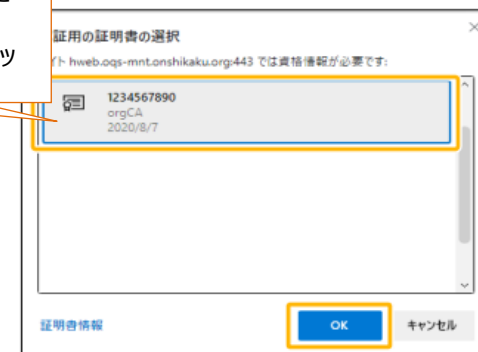 ッ
証用の証明書の選択
イト hweb.oqs-mnt.onshikaku.org:443 では資格情報が必要です:
1234567890
orgCA
2020/8/7
証明書情報
OK
キャンセル